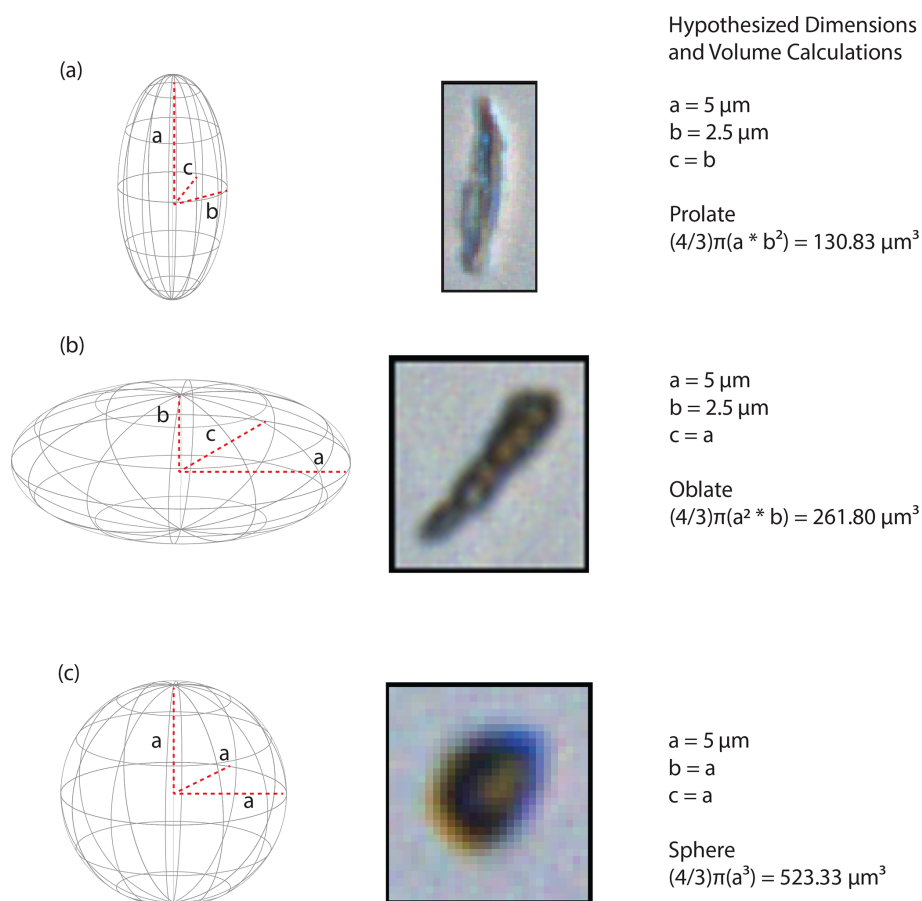 Hypothesized Dimensions
and Volume Calculations
(a)
a
c
b
a = 5 µm
b = 2.5 µm
c = b
Prolate
(4/3)π(a * b²) = 130.83 µm³
(b)
b
c
a
a = 5 µm
b = 2.5 µm
c = a
Oblate
(4/3)π(a² * b) = 261.80 µm³
(c)
a
a
a
a = 5 µm
b = a
c = a
Sphere
(4/3)π(a³) = 523.33 µm³